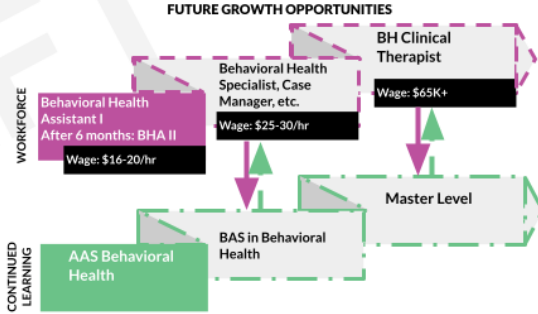 FUTURE GROWTH OPPORTUNITIES
WORKFORCE
BH Clinical
Therapist
Wage: $65K+
Behavioral Health
Specialist, Case
Manager, etc.
Wage: $25-30/hr
Behavioral Health
Assistant I
After 6 months: BHA II
Wage: $16-20/hr
CONTINUED
LEARNING
Master Level
BAS in Behavioral
Health
AAS Behavioral
Health